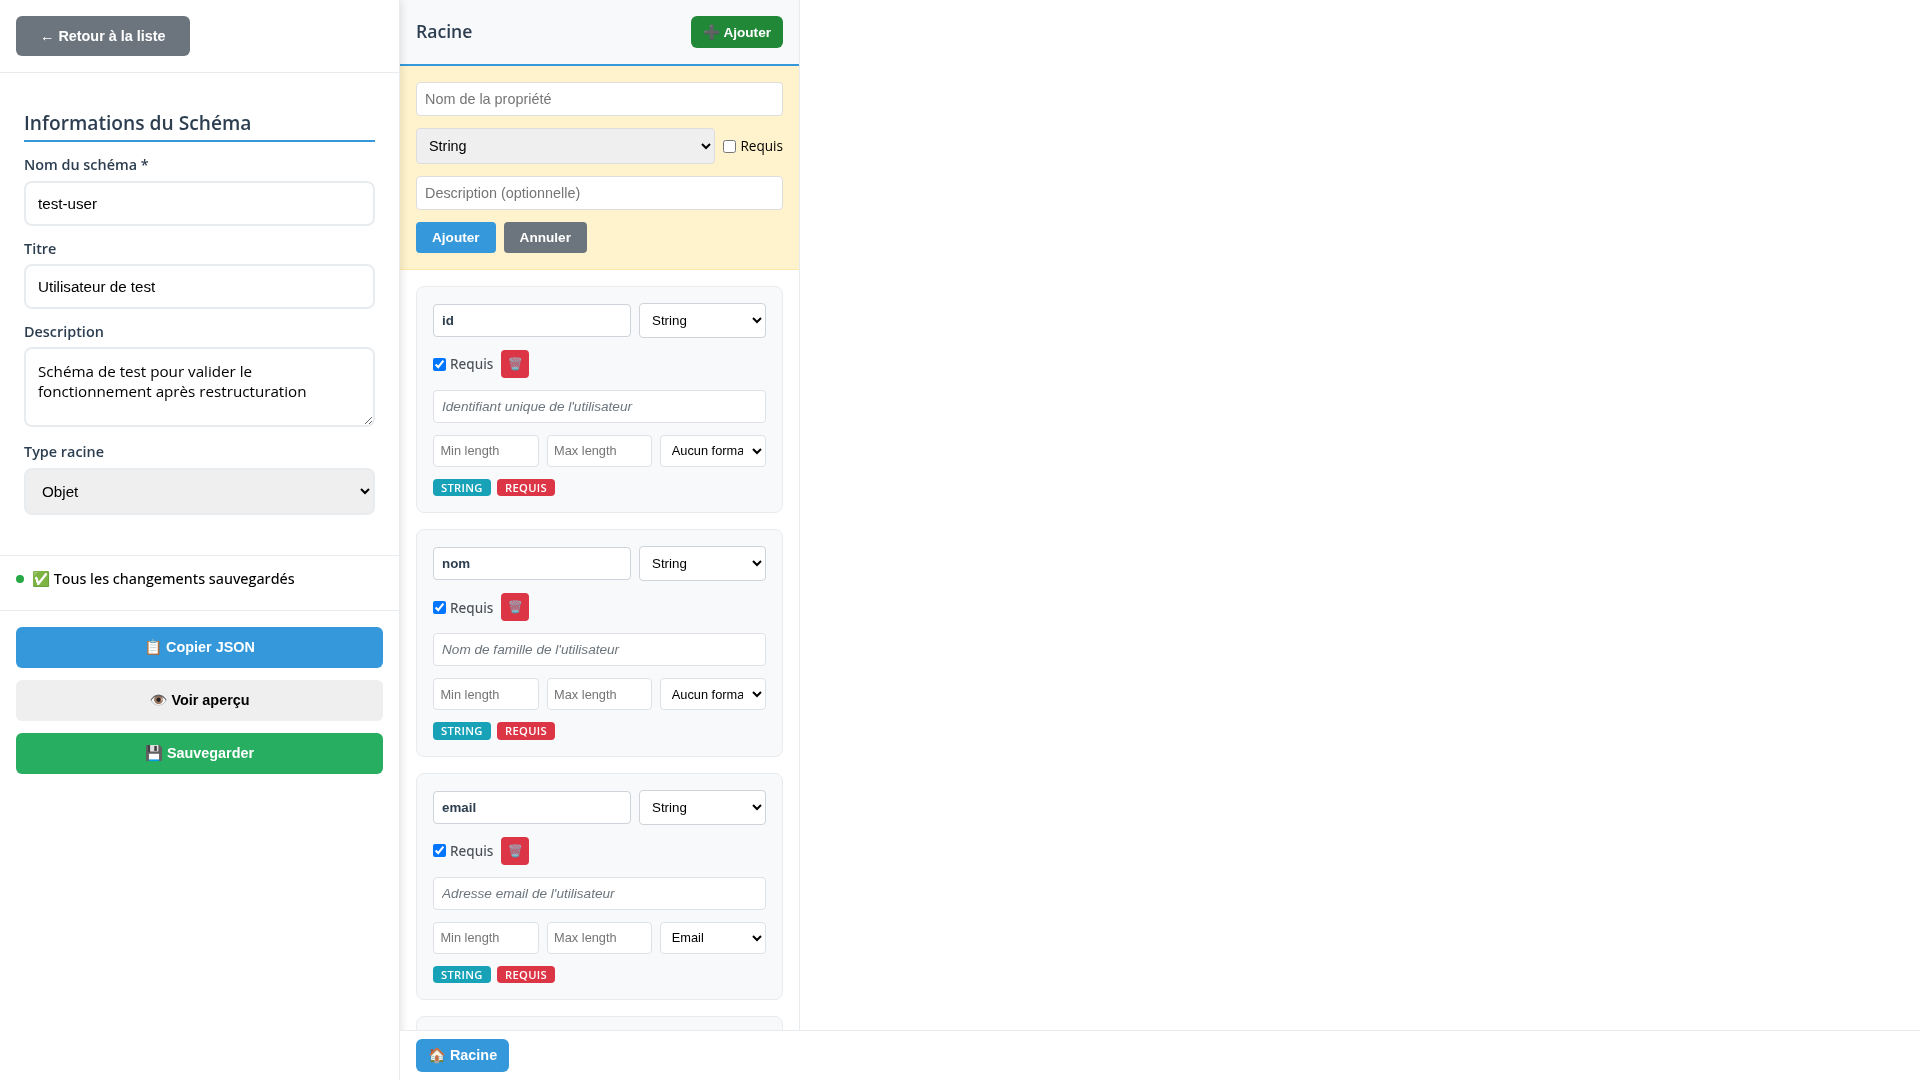 ← Retour à la liste
Informations du Schéma
Nom du schéma *
test-user
Titre
Utilisateur de test
Description
Schéma de test pour valider le
fonctionnement après restructuration
Type racine
Objet
✅ Tous les changements sauvegardés
📋 Copier JSON
👁️ Voir aperçu
💾 Sauvegarder
Racine
➕ Ajouter
Nom de la propriété
String
Requis
Description (optionnelle)
Ajouter
Annuler
id
String
Requis
Identifiant unique de l'utilisateur
Min length
Max length
Aucun forma
STRING
REQUIS
nom
String
Requis
Nom de famille de l'utilisateur
Min length
Max length
Aucun forma
STRING
REQUIS
email
String
Requis
Adresse email de l'utilisateur
Min length
Max length
Email
STRING
REQUIS
🏠 Racine